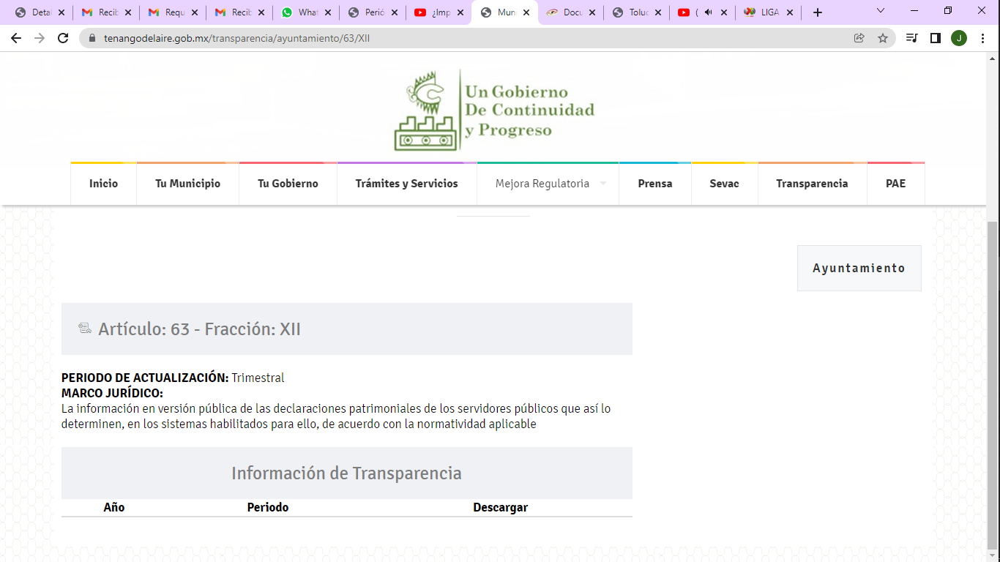 Detal
Recib
Requ
Recib
What
Perió
¿Imp
Muni
Docu
Toluc
(
LIGA
tenangodelaire.gob.mx/transparencia/ayuntamiento/63/XII
J
Un Gobierno
De Continuidad
y Progreso
Inicio
Tu Municipio
Tu Gobierno
Trámites y Servicios
Mejora Regulatoria
Prensa
Sevac
Transparencia
PAE
Ayuntamiento
Artículo: 63 - Fracción: XII
PERIODO DE ACTUALIZACIÓN: Trimestral
MARCO JURÍDICO:
La información en versión pública de las declaraciones patrimoniales de los servidores públicos que así lo
determinen, en los sistemas habilitados para ello, de acuerdo con la normatividad aplicable
Información de Transparencia
Año Periodo Descargar